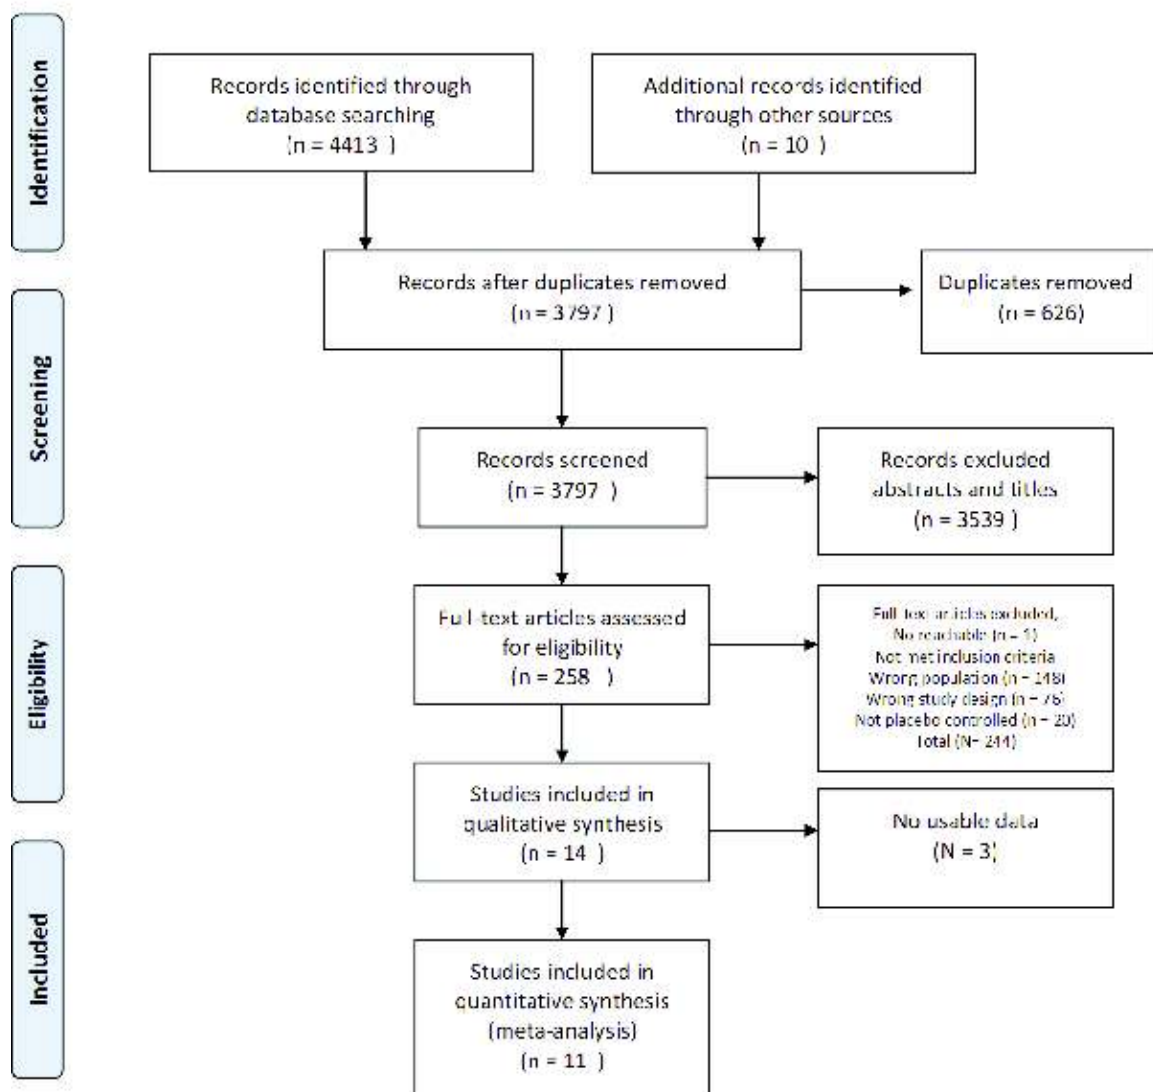 Identification
Records identified through
database searching
(n = 4413 )
Additional records identified
through other sources
(n = 10 )
Records after duplicates removed
(n = 3797 )
Duplicates removed
(n = 626)
Screening
Records screened
(n = 3797 )
Records excluded
abstracts and titles
(n = 3539 )
Eligibility
Full-text articles assessed
for eligibility
(n = 258 )
Full-text articles excluded,
No reachable (n = 1)
Not met inclusion criteria
Wrong population (n = 148)
Wrong study design (n = 75)
Not placebo controlled (n = 20)
Total (N= 244)
Studies included in
qualitative synthesis
(n = 14 )
No usable data
(N = 3)
Included
Studies included in
quantitative synthesis
(meta-analysis)
(n = 11 )